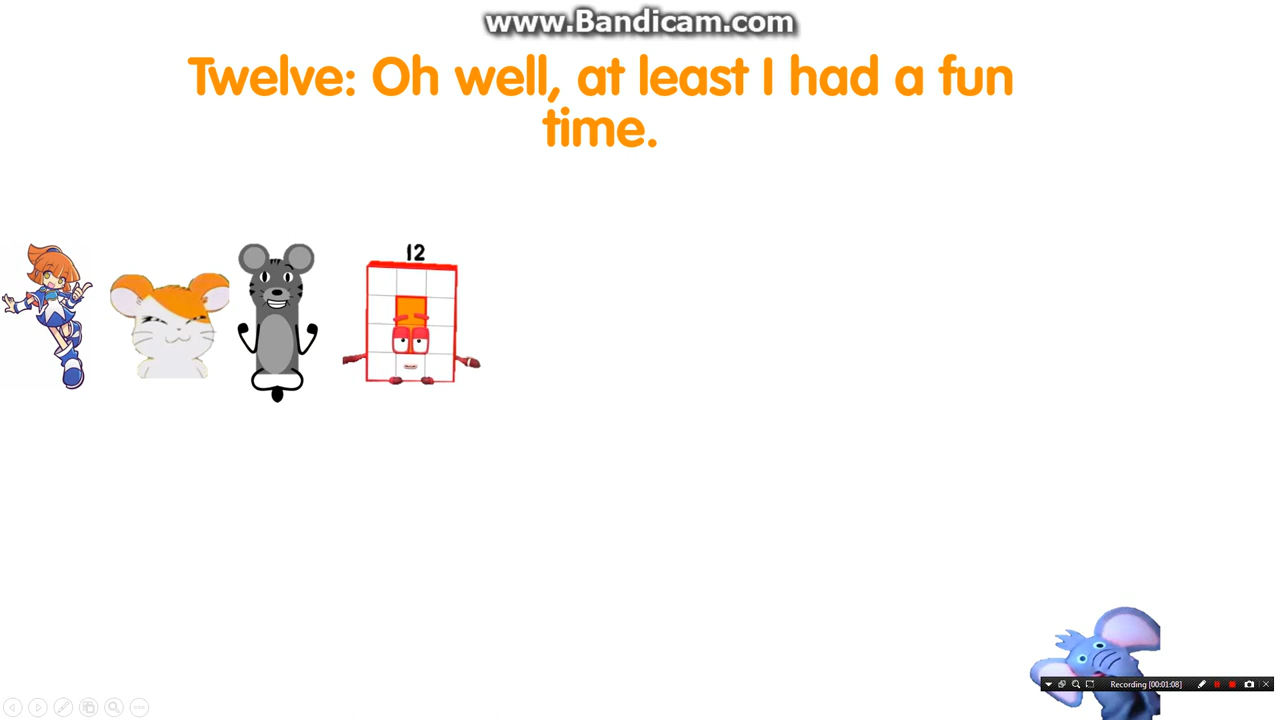 www.Bandicam.com
Twelve: Oh well, at least I had a fun
time.
12
Recording [00:01:08]